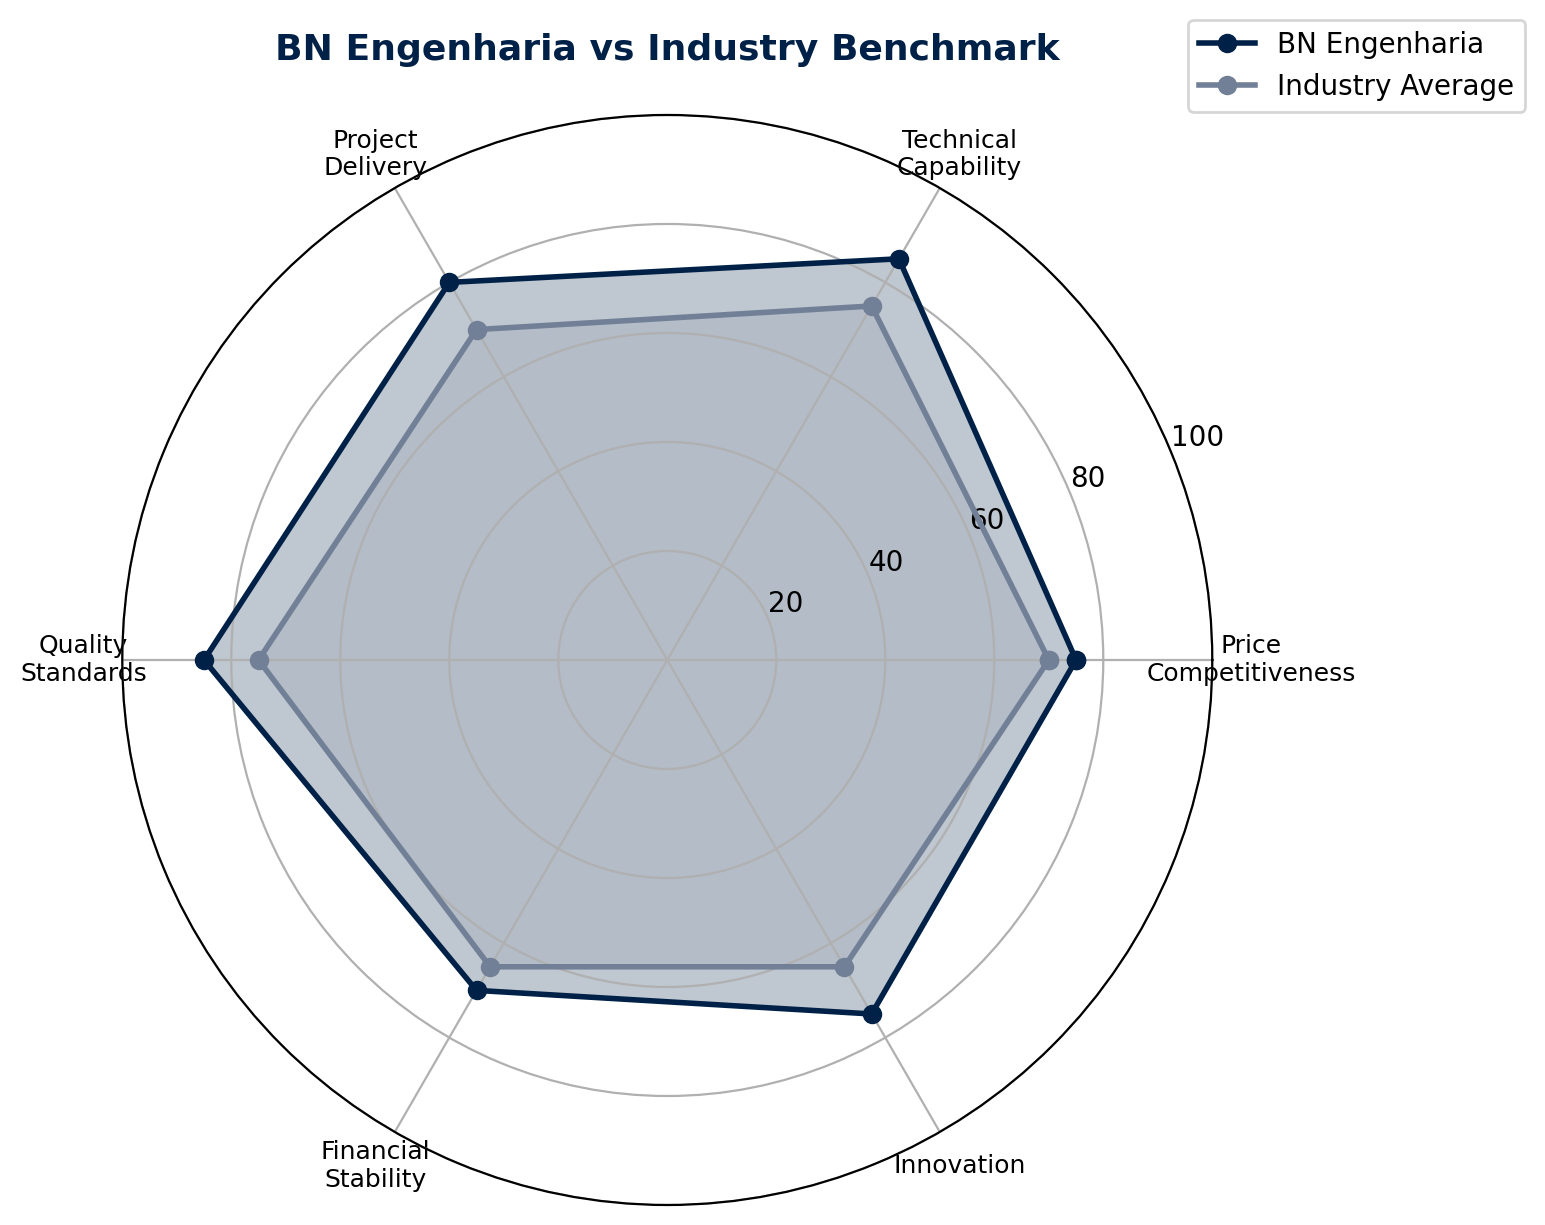 BN Engenharia vs Industry Benchmark
BN Engenharia
Industry Average
Project
Delivery
Technical
Capability
100
80
60
40
20
Quality
Standards
Price
Competitiveness
Financial
Stability
Innovation